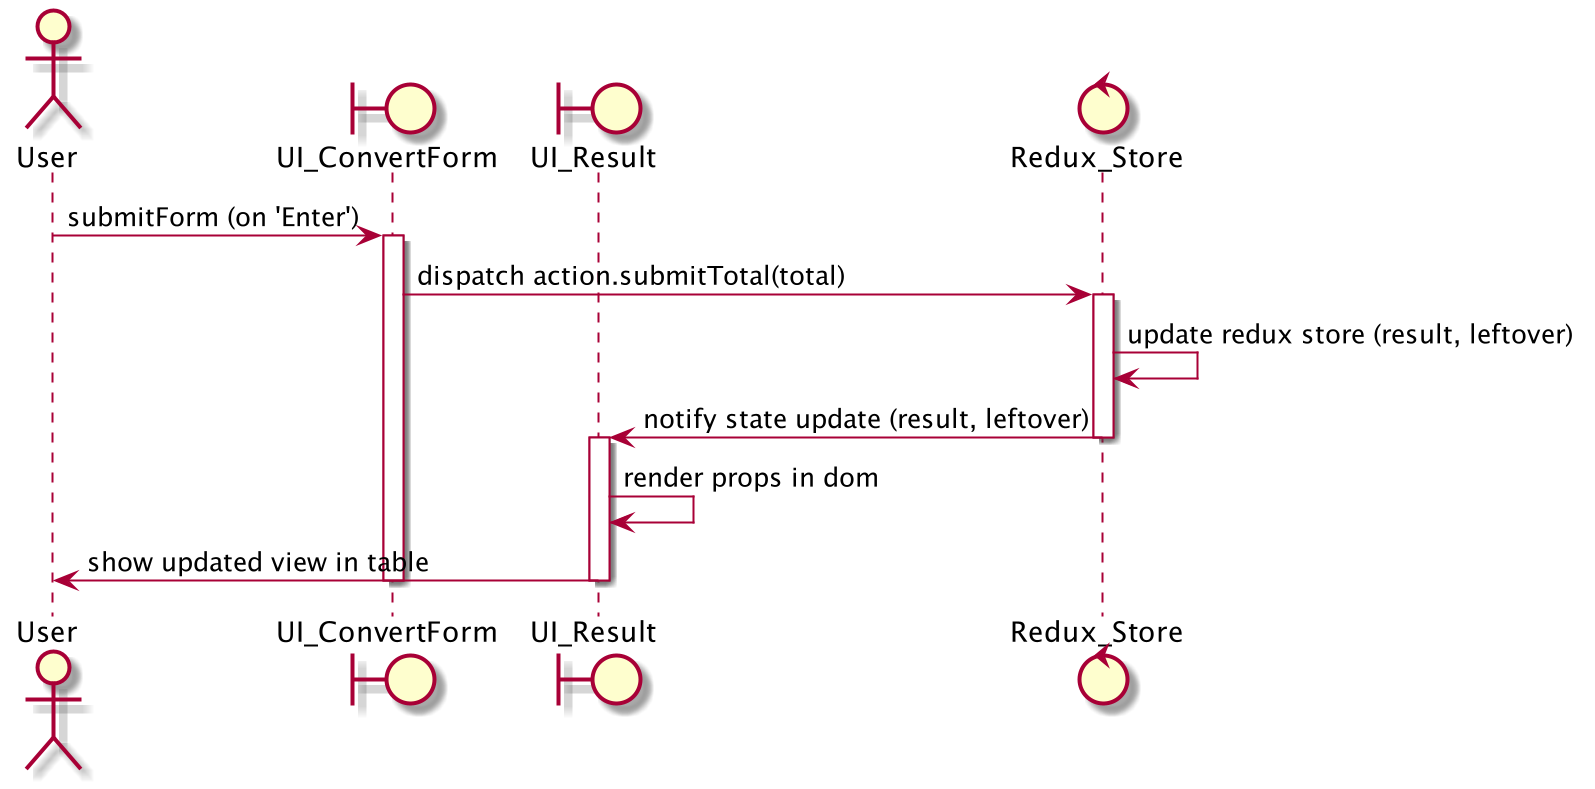 User
UI_ConvertForm
UI_Result
Redux_Store
submitForm (on 'Enter')
dispatch action.submitTotal(total)
update redux store (result, leftover)
notify state update (result, leftover)
render props in dom
show updated view in table
User
UI_ConvertForm
UI_Result
Redux_Store